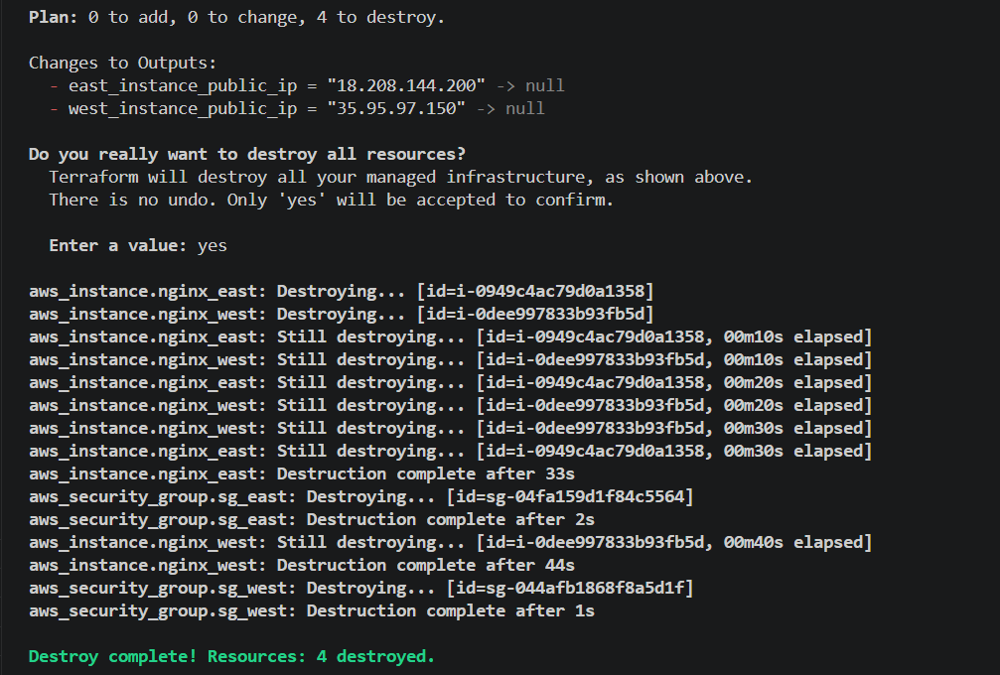 Plan: 0 to add, 0 to change, 4 to destroy.
Changes to Outputs:
- east_instance_public_ip = "18.208.144.200" -> null
- west_instance_public_ip = "35.95.97.150" -> null
Do you really want to destroy all resources?
Terraform will destroy all your managed infrastructure, as shown above.
There is no undo. Only 'yes' will be accepted to confirm.
Enter a value: yes
aws_instance.nginx_east: Destroying... [id=i-0949c4ac79d0a1358]
aws_instance.nginx_west: Destroying... [id=i-0dee997833b93fb5d]
aws_instance.nginx_east: Still destroying... [id=i-0949c4ac79d0a1358, 00m10s elapsed]
aws_instance.nginx_west: Still destroying... [id=i-0dee997833b93fb5d, 00m10s elapsed]
aws_instance.nginx_east: Still destroying... [id=i-0949c4ac79d0a1358, 00m20s elapsed]
aws_instance.nginx_west: Still destroying... [id=i-0dee997833b93fb5d, 00m20s elapsed]
aws_instance.nginx_west: Still destroying... [id=i-0dee997833b93fb5d, 00m30s elapsed]
aws_instance.nginx_east: Still destroying... [id=i-0949c4ac79d0a1358, 00m30s elapsed]
aws_instance.nginx_east: Destruction complete after 33s
aws_security_group.sg_east: Destroying... [id=sg-04fa159d1f84c5564]
aws_security_group.sg_east: Destruction complete after 2s
aws_instance.nginx_west: Still destroying... [id=i-0dee997833b93fb5d, 00m40s elapsed]
aws_instance.nginx_west: Destruction complete after 44s
aws_security_group.sg_west: Destroying... [id=sg-044afb1868f8a5d1f]
aws_security_group.sg_west: Destruction complete after 1s
Destroy complete! Resources: 4 destroyed.